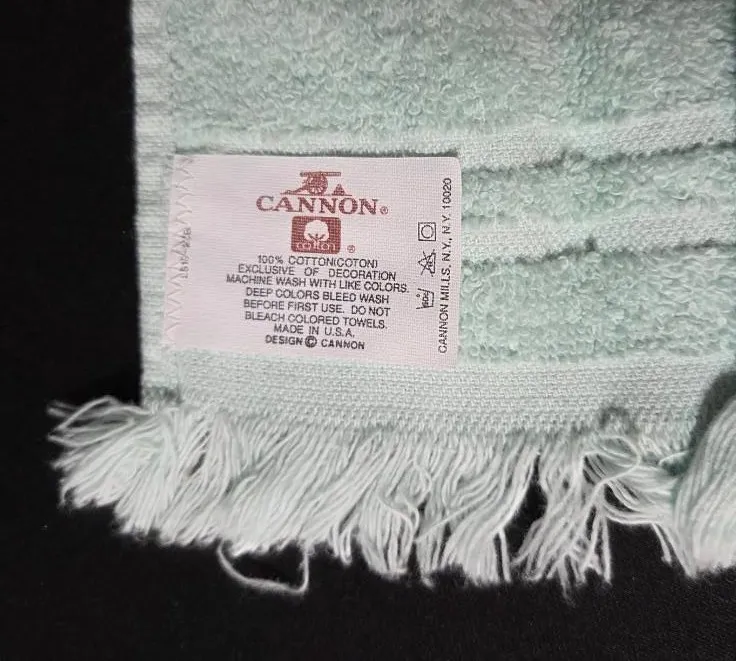 CANNON®
cotton ®
100% COTTON(COTON)
EXCLUSIVE OF DECORATION
MACHINE WASH WITH LIKE COLORS.
DEEP COLORS BLEED WASH
BEFORE FIRST USE. DO NOT
BLEACH COLORED TOWELS.
MADE IN U.S.A.
DESIGN © CANNON
CANNON MILLS, N.Y., N.Y. 10020